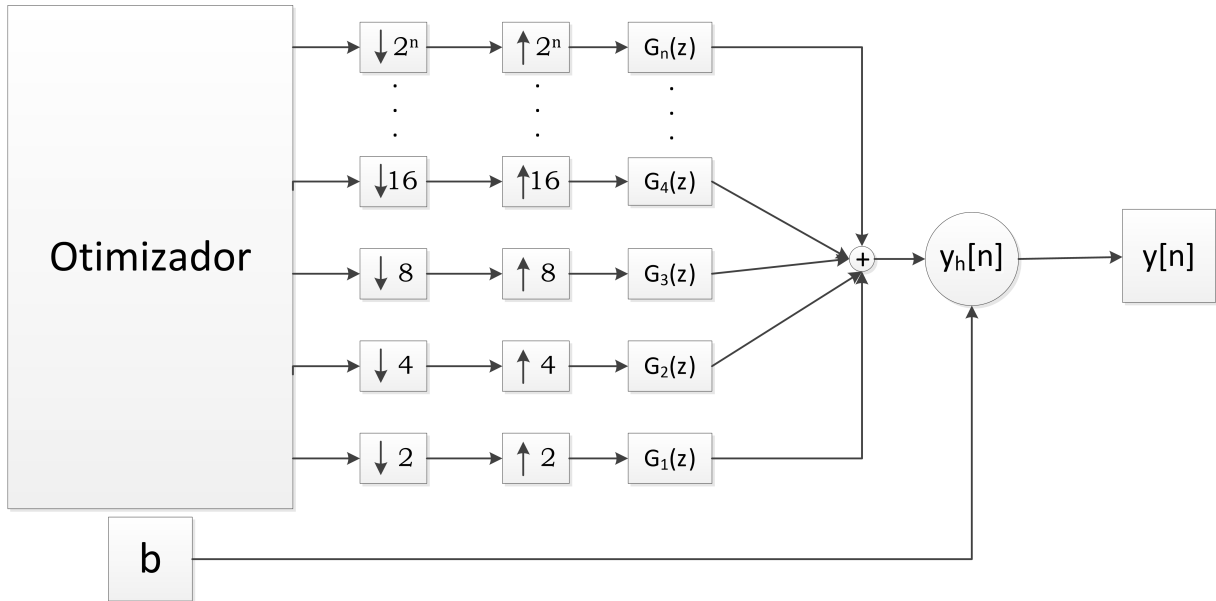 Otimizador
↓ 2ⁿ ↑ 2ⁿ Gₙ(z)
. . .
. . .
. . .
↓16 ↑16 G₄(z)
↓ 8 ↑ 8 G₃(z)
+ yₕ[n] y[n]
↓ 4 ↑ 4 G₂(z)
↓ 2 ↑ 2 G₁(z)
b